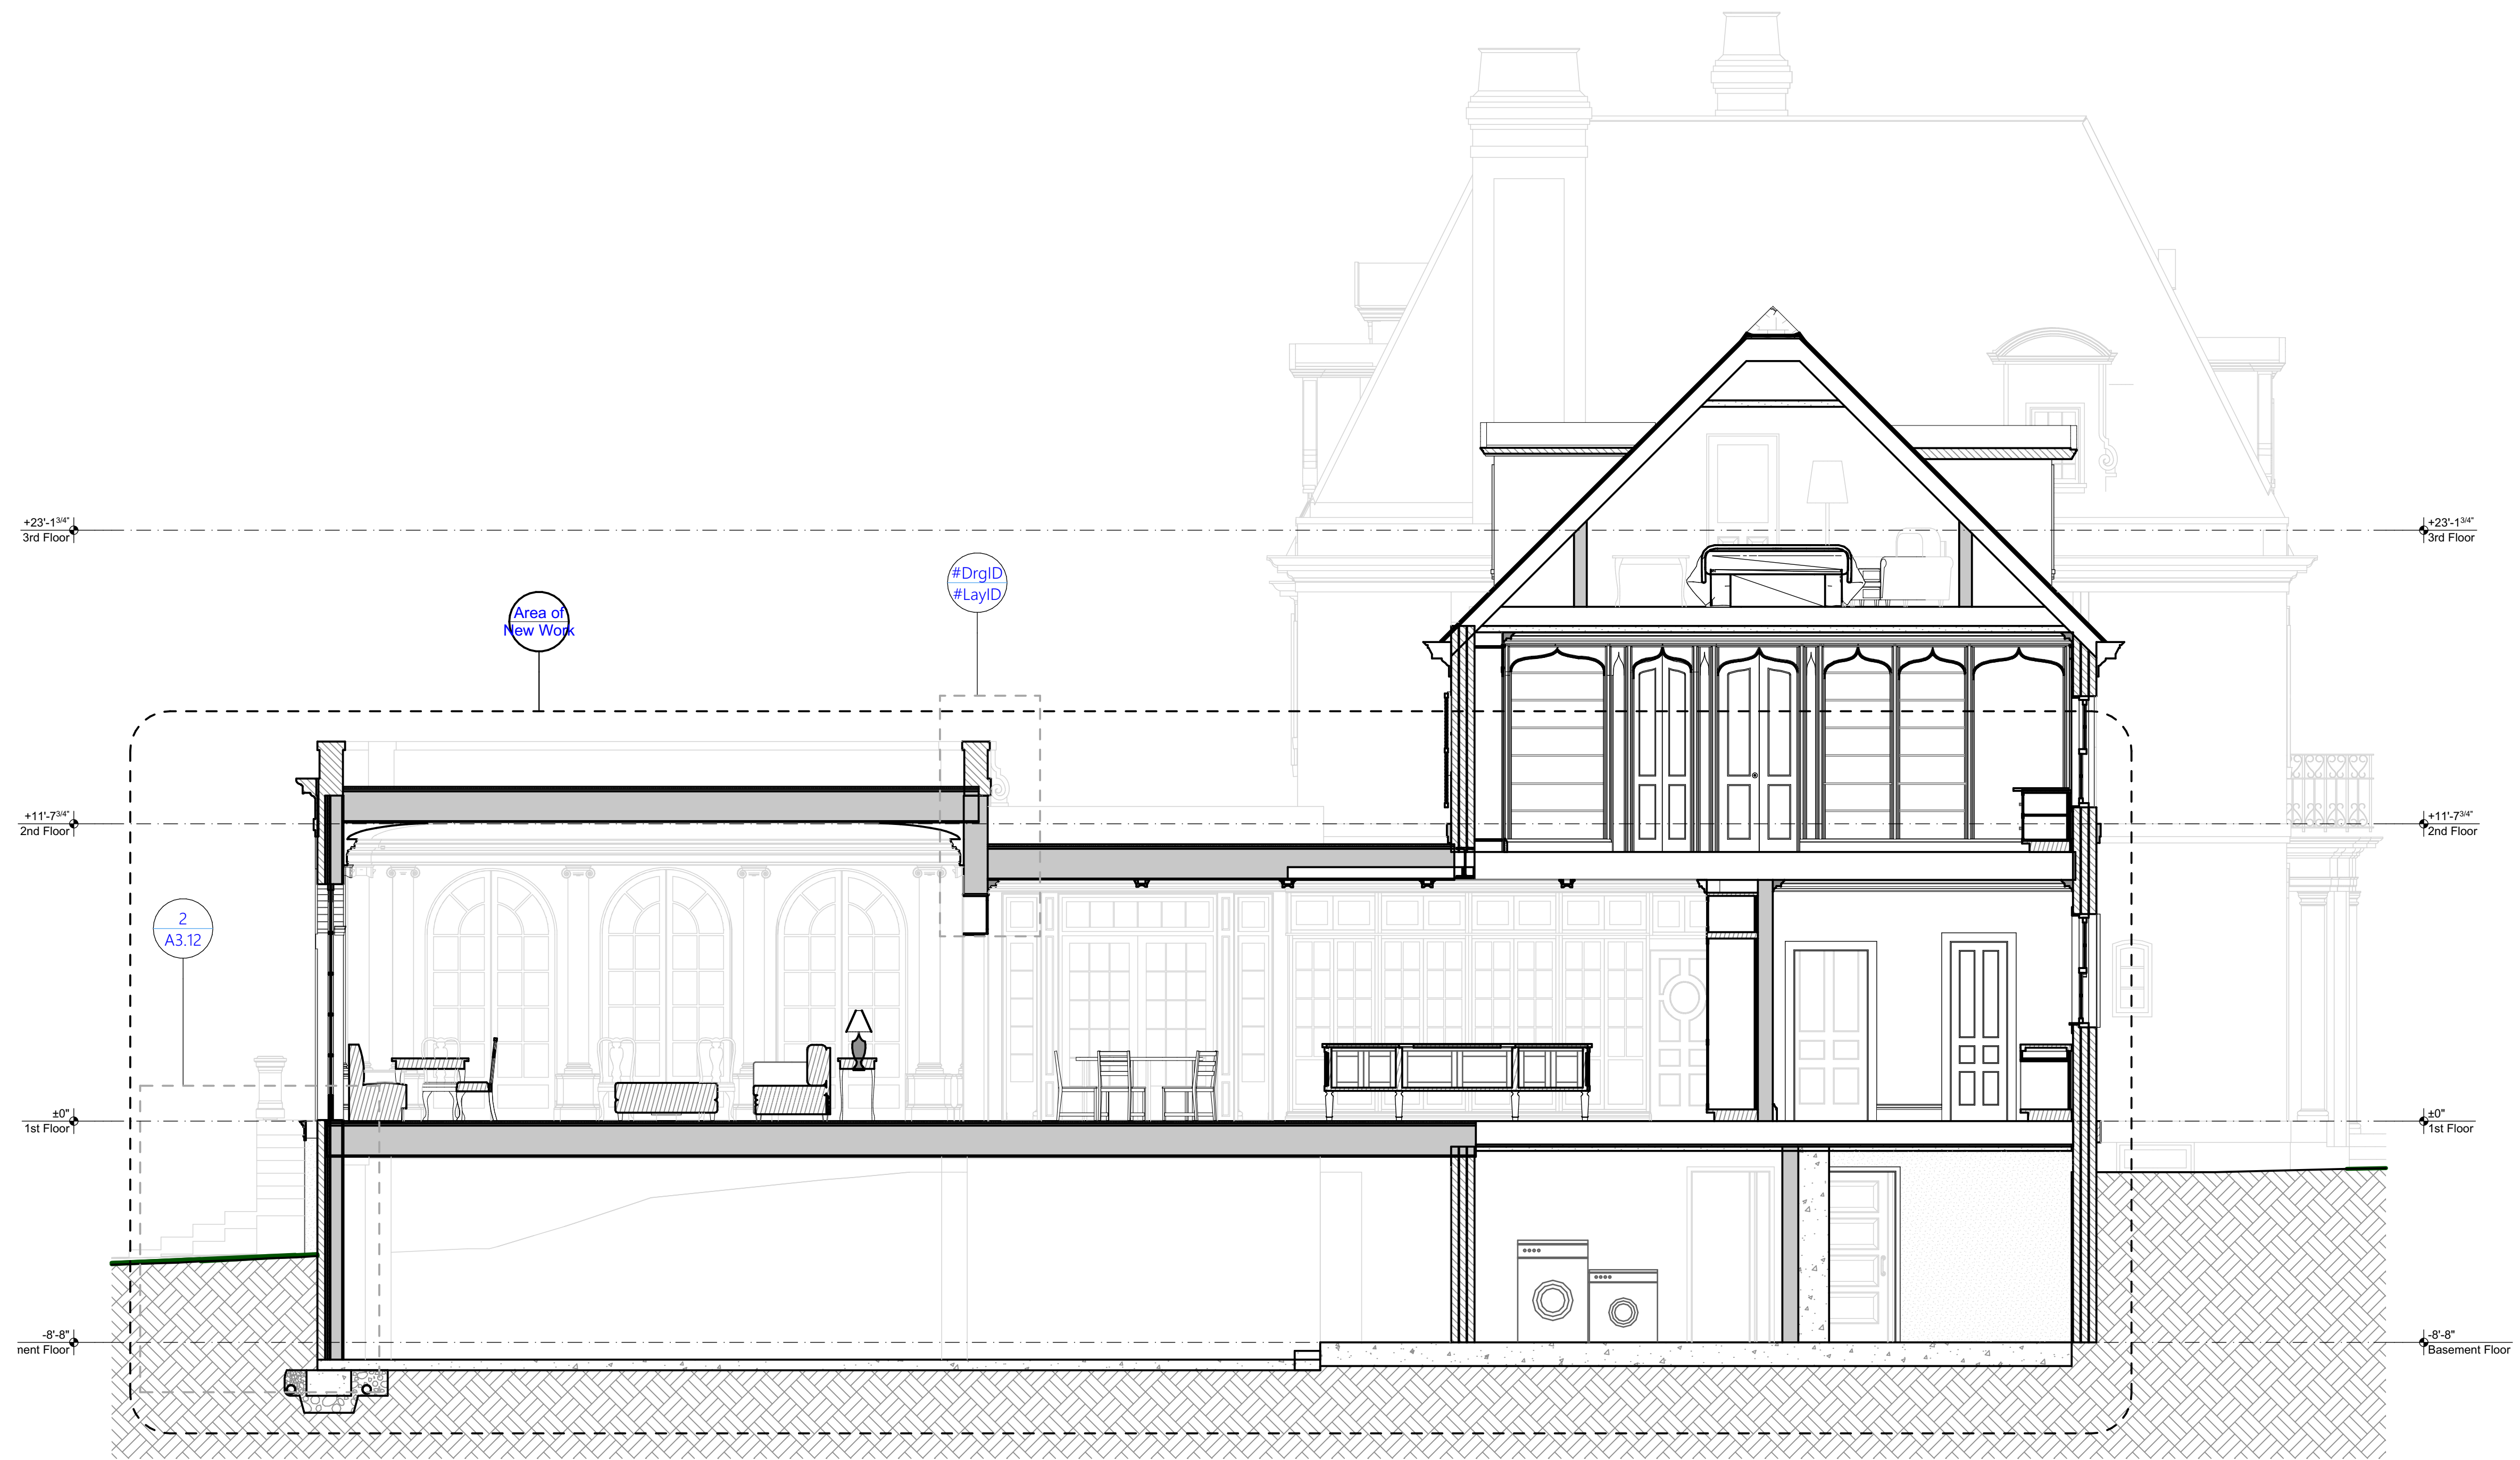 +23'-1 3/4"
3rd Floor
+23'-1 3/4"
3rd Floor
#DrgID
#LayID
Area of
New Work
+11'-7 3/4"
2nd Floor
+11'-7 3/4"
2nd Floor
2
A3.12
±0"
1st Floor
±0"
1st Floor
-8'-8"
nent Floor
-8'-8"
Basement Floor